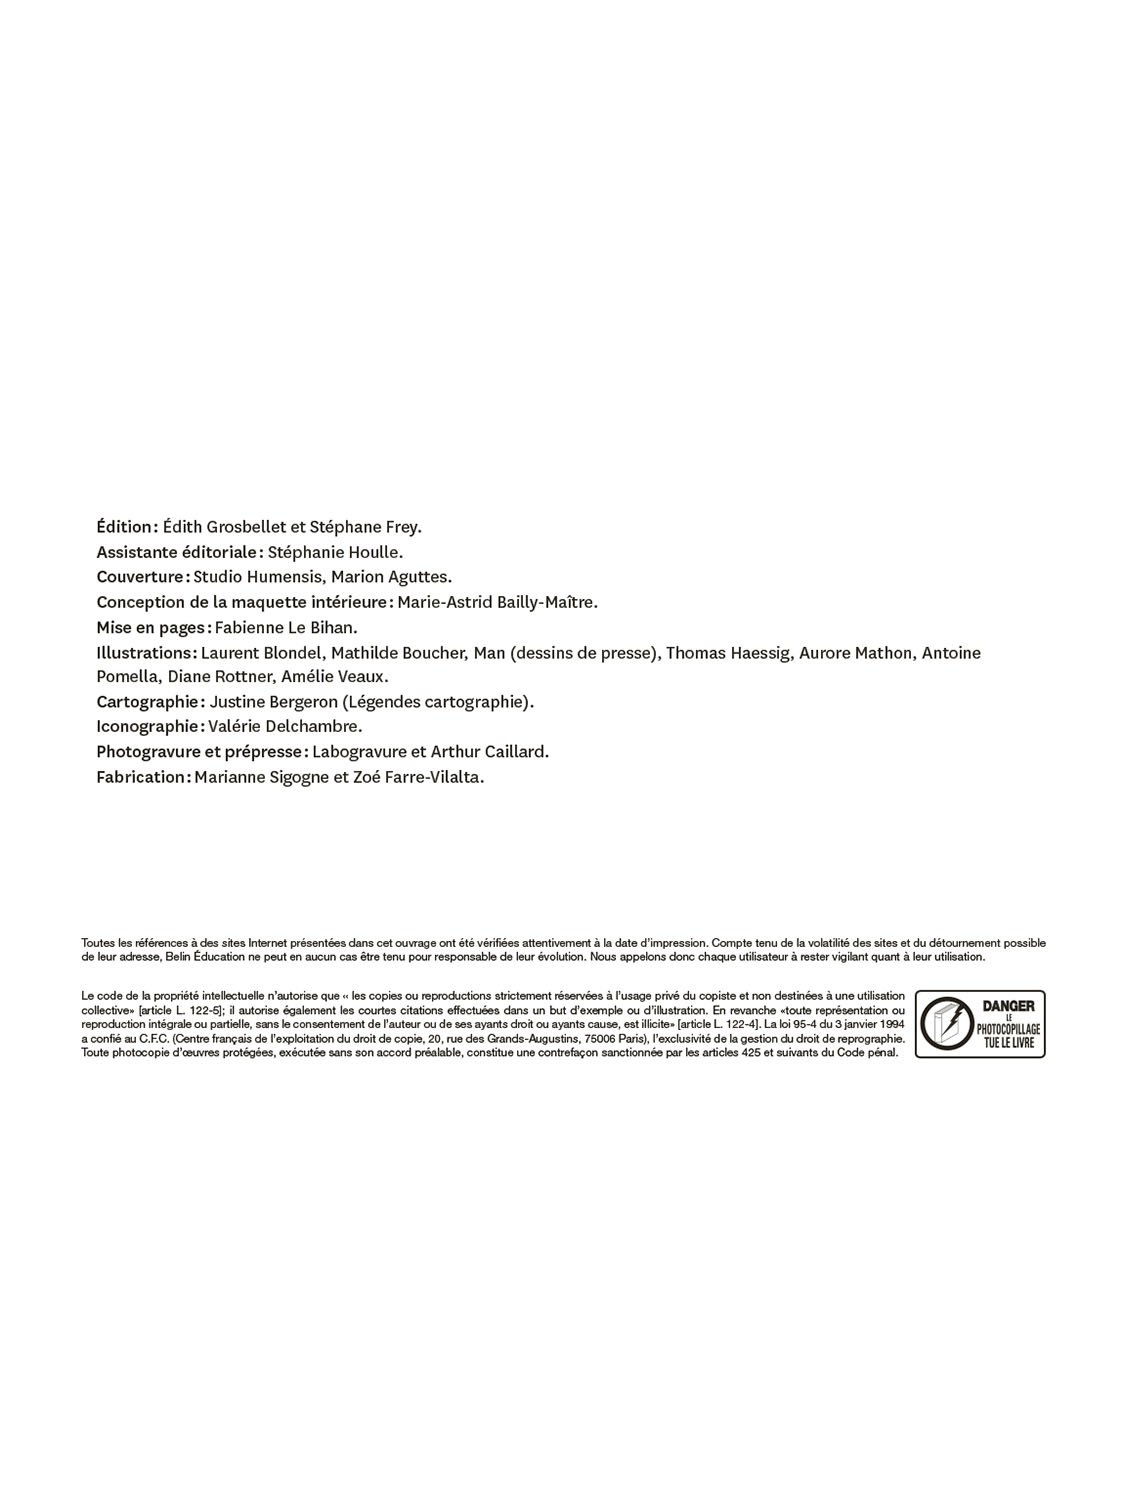 Édition : Édith Grosbellet et Stéphane Frey.
Assistante éditoriale : Stéphanie Houlle.
Couverture : Studio Humensis, Marion Aguttes.
Conception de la maquette intérieure : Marie-Astrid Bailly-Maître.
Mise en pages : Fabienne Le Bihan.
Illustrations : Laurent Blondel, Mathilde Boucher, Man (dessins de presse), Thomas Haessig, Aurore Mathon, Antoine
Pomella, Diane Rottner, Amélie Veaux.
Cartographie : Justine Bergeron (Légendes cartographie).
Iconographie : Valérie Delchambre.
Photogravure et prépresse : Labogravure et Arthur Caillard.
Fabrication : Marianne Sigogne et Zoé Farre-Vilalta.
Toutes les références à des sites Internet présentées dans cet ouvrage ont été vérifiées attentivement à la date d’impression. Compte tenu de la volatilité des sites et du détournement possible
de leur adresse, Belin Éducation ne peut en aucun cas être tenu pour responsable de leur évolution. Nous appelons donc chaque utilisateur à rester vigilant quant à leur utilisation.
Le code de la propriété intellectuelle n’autorise que ‹‹ les copies ou reproductions strictement réservées à l’usage privé du copiste et non destinées à une utilisation
collective» [article L. 122-5]; il autorise également les courtes citations effectuées dans un but d’exemple ou d’illustration. En revanche «toute représentation ou
reproduction intégrale ou partielle, sans le consentement de l’auteur ou de ses ayants droit ou ayants cause, est illicite» [article L. 122-4]. La loi 95-4 du 3 janvier 1994
a confié au C.F.C. (Centre français de l’exploitation du droit de copie, 20, rue des Grands-Augustins, 75006 Paris), l’exclusivité de la gestion du droit de reprographie.
Toute photocopie d’œuvres protégées, exécutée sans son accord préalable, constitue une contrefaçon sanctionnée par les articles 425 et suivants du Code pénal.
DANGER
LE
PHOTOCOPILLAGE
TUE LE LIVRE